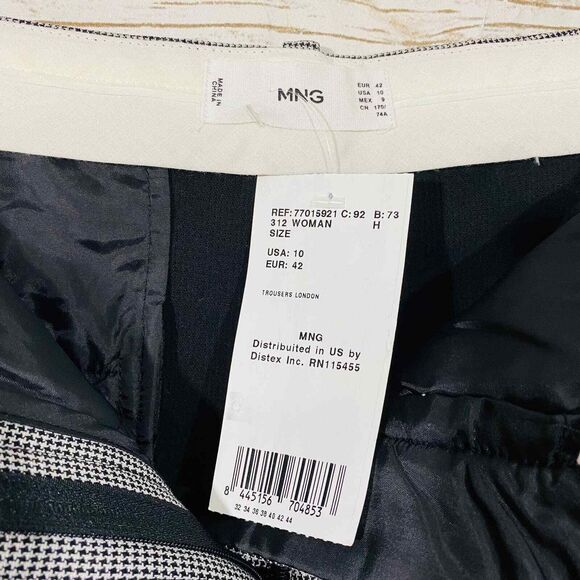 MADE IN
CHINA
MNG
EUR 42
USA 10
MEX 9
CN 170/
74A
REF: 77015921 C: 92 B: 73
312 WOMAN H
SIZE
USA: 10
EUR: 42
TROUSERS LONDON
MNG
Distribuited in US by
Distex Inc. RN115455
8 445156 704853
32 34 36 38 40 42 44